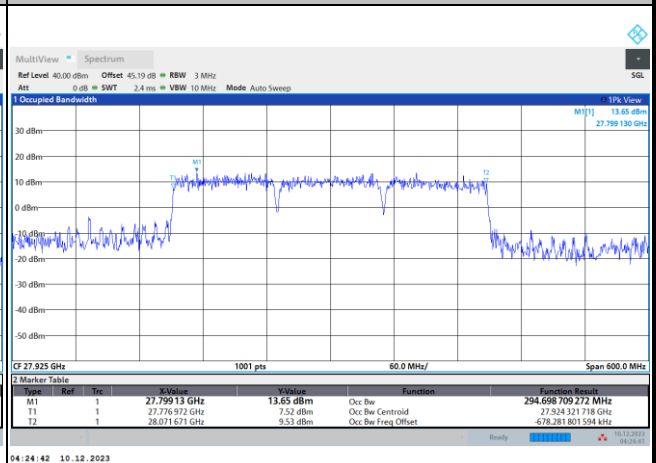 MultiView Spectrum
Ref Level 40.00 dBm Offset 45.19 dB RBW 3 MHz SGL
Att 0 dB SWT 2.4 ms VBW 10 MHz Mode Auto Sweep
1 Occupied Bandwidth 1Pk View
M1[1] 13.65 dBm
27.799 130 GHz
30 dBm
20 dBm
M1
T1
T2
10 dBm
0 dBm
-10 dBm
-20 dBm
-30 dBm
-40 dBm
-50 dBm
CF 27.925 GHz 1001 pts 60.0 MHz/ Span 600.0 MHz
2 Marker Table
Type Ref Trc X-Value Y-Value Function Function Result
M1 1 27.79913 GHz 13.65 dBm Occ Bw 294.698 709 272 MHz
T1 1 27.776 972 GHz 7.52 dBm Occ Bw Centroid 27.924 321 718 GHz
T2 1 28.071 671 GHz 9.53 dBm Occ Bw Freq Offset -678.281 801 594 kHz
Ready 10.12.2023
04:24:41
04:24:42 10.12.2023